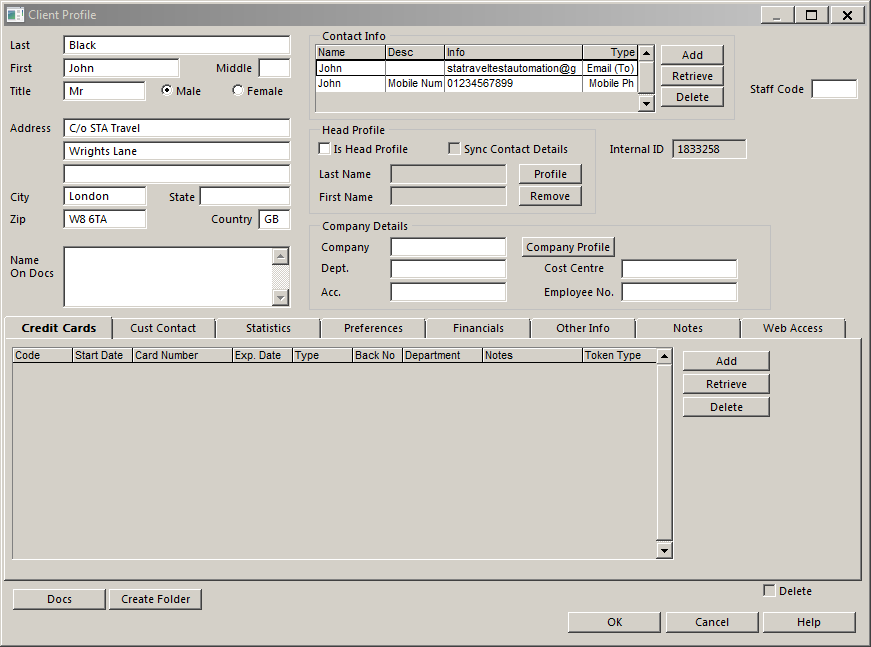 Client Profile
Last Black
First John Middle
Title Mr Male Female
Address C/o STA Travel
Wrights Lane
City London State
Zip W8 6TA Country GB
Name
On Docs
Contact Info
Name Desc Info Type
John statraveltestautomation@g Email (To)
John Mobile Num 01234567899 Mobile Ph
Add
Retrieve
Delete
Staff Code
Head Profile
Is Head Profile Sync Contact Details
Last Name Profile
First Name Remove
Internal ID 1833258
Company Details
Company Company Profile
Dept. Cost Centre
Acc. Employee No.
Credit Cards Cust Contact Statistics Preferences Financials Other Info Notes Web Access
Code Start Date Card Number Exp. Date Type Back No Department Notes Token Type
Add
Retrieve
Delete
Docs Create Folder
Delete
OK Cancel Help